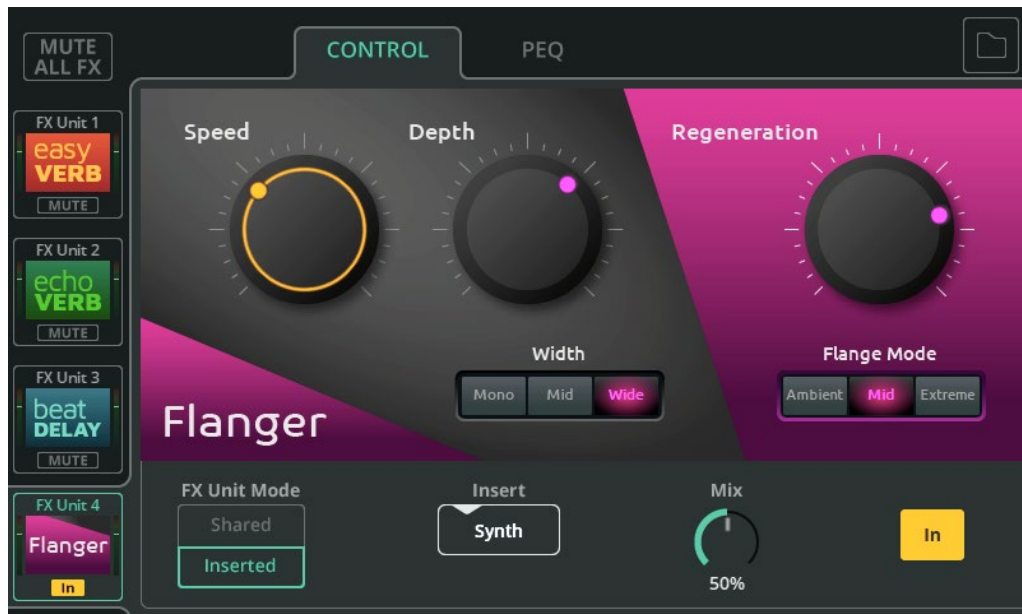 MUTE
ALL FX
CONTROL
PEQ
FX Unit 1
easy
VERB
MUTE
FX Unit 2
echo
VERB
MUTE
FX Unit 3
beat
DELAY
MUTE
FX Unit 4
Flanger
In
Speed
Depth
Regeneration
Width
Mono Mid Wide
Flange Mode
Ambient Mid Extreme
Flanger
FX Unit Mode
Shared
Inserted
Insert
Synth
Mix
50%
In